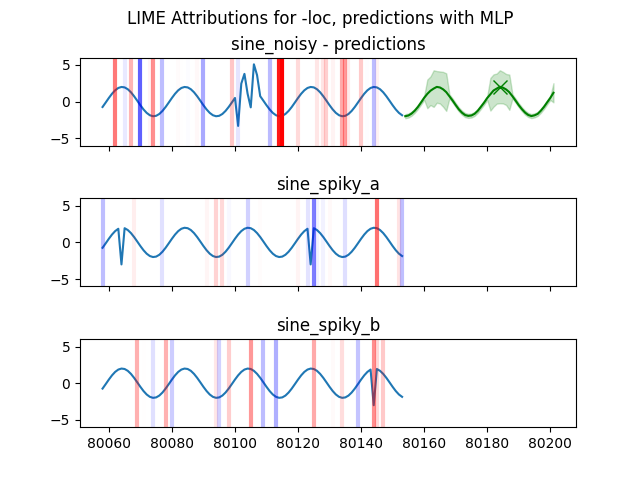 LIME Attributions for -loc, predictions with MLP
sine_noisy - predictions
5
0
−5
sine_spiky_a
5
0
−5
sine_spiky_b
5
0
−5
80060 80080 80100 80120 80140 80160 80180 80200